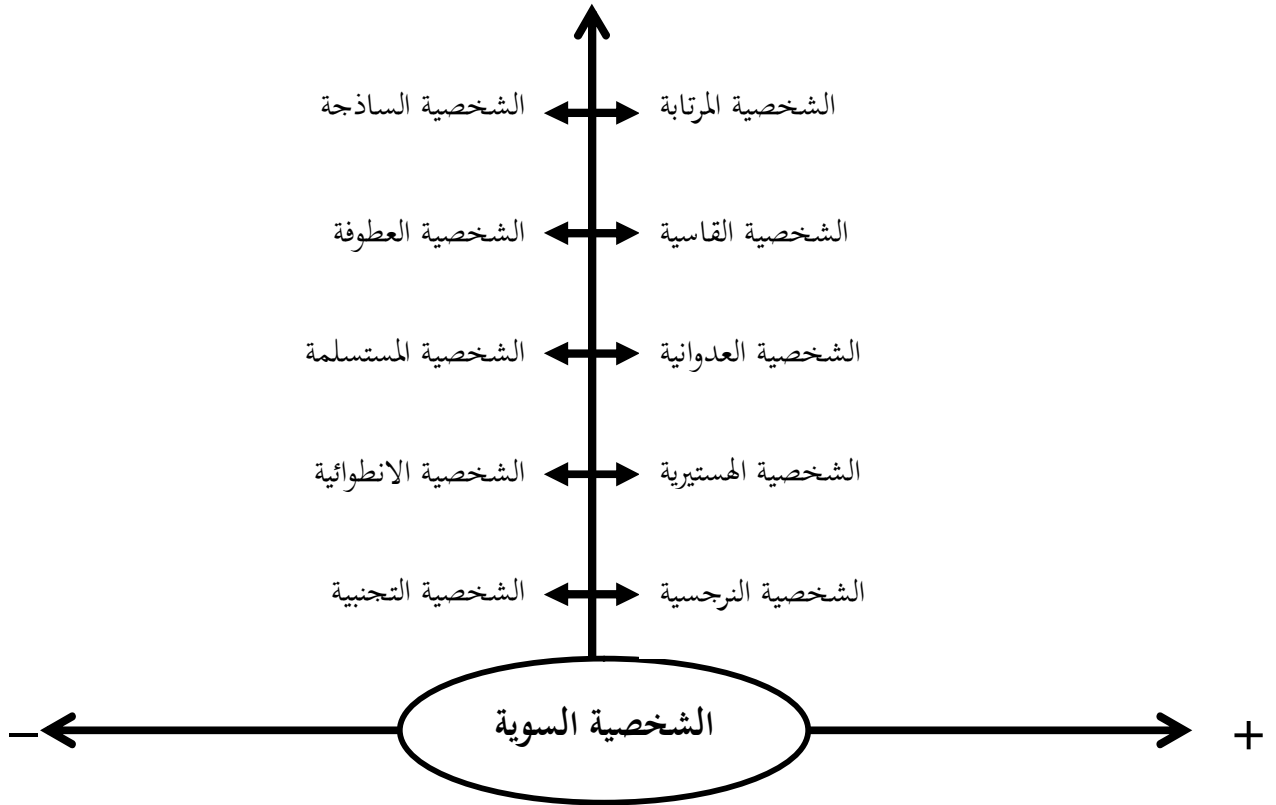 الشخصية المرتابة
الشخصية الساذجة
الشخصية القاسية
الشخصية العطوفة
الشخصية العدوانية
الشخصية المستسلمة
الشخصية الهستيرية
الشخصية الانطوائية
الشخصية النرجسية
الشخصية التجنبية
+
الشخصية السوية
–